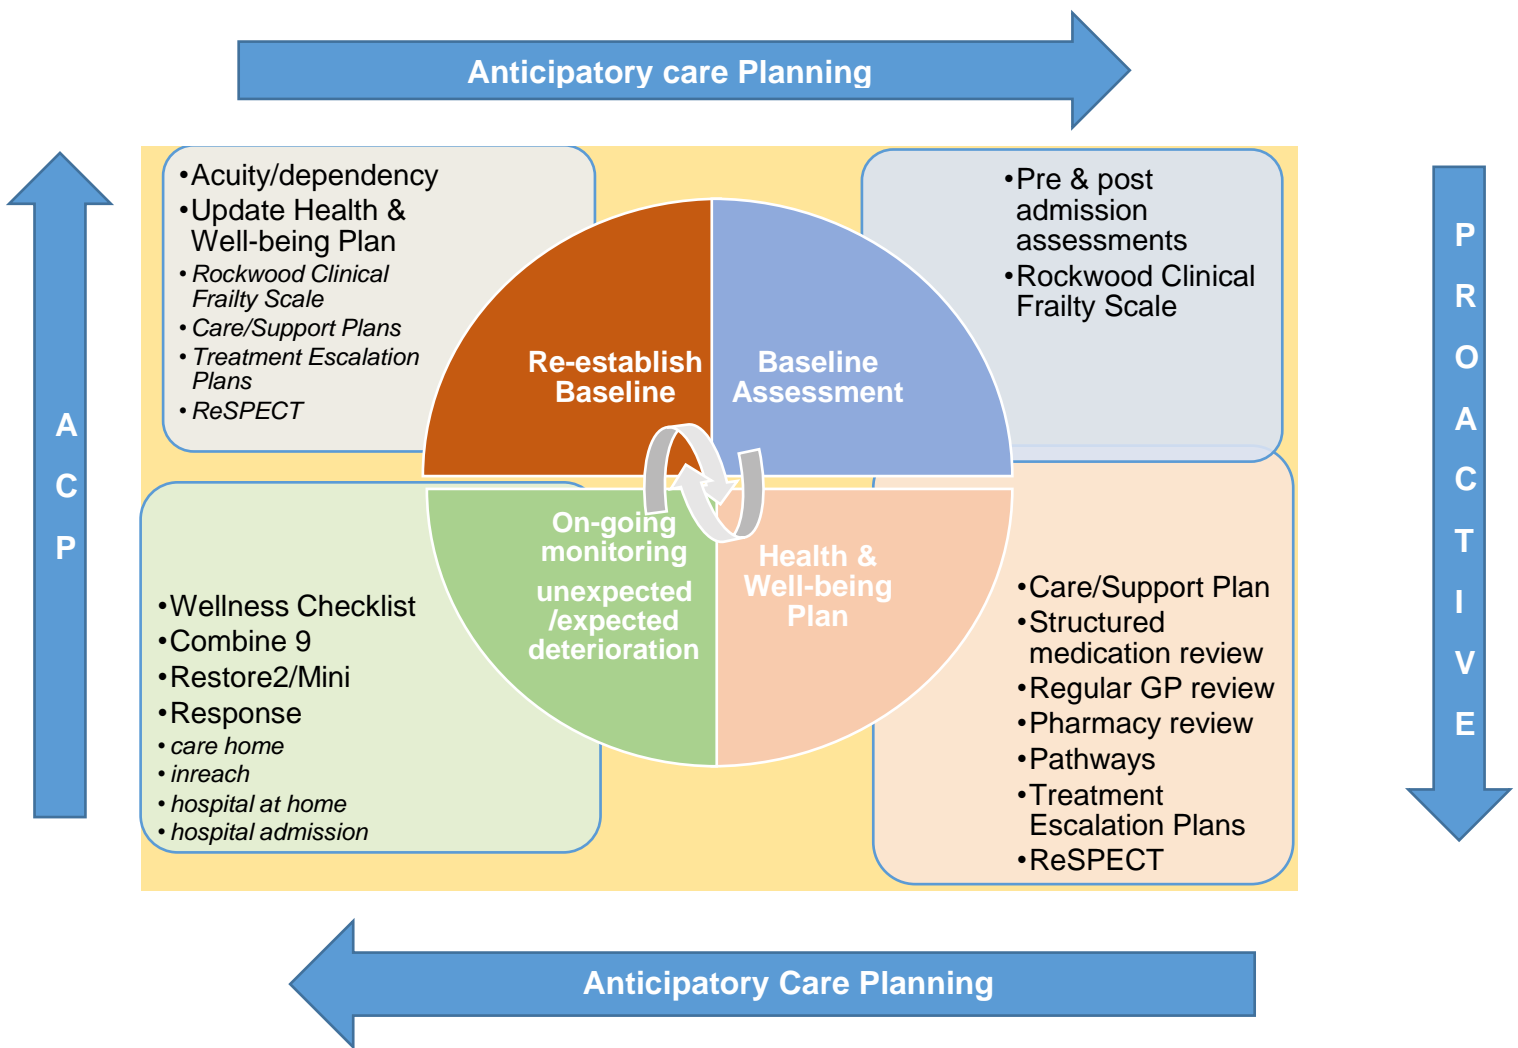 Anticipatory care Planning
•Acuity/dependency
•Update Health &
Well-being Plan
• Rockwood Clinical
Frailty Scale
• Care/Support Plans
• Treatment Escalation
Plans
• ReSPECT
•Pre & post
admission
assessments
•Rockwood Clinical
Frailty Scale
Re-establish
Baseline
Baseline
Assessment
A
C
P
P
R
O
A
C
T
I
V
E
On-going
monitoring
unexpected
/expected
deterioration
Health &
Well-being
Plan
•Wellness Checklist
•Combine 9
•Restore2/Mini
•Response
• care home
• inreach
• hospital at home
• hospital admission
•Care/Support Plan
•Structured
medication review
•Regular GP review
•Pharmacy review
•Pathways
•Treatment
Escalation Plans
•ReSPECT
Anticipatory Care Planning